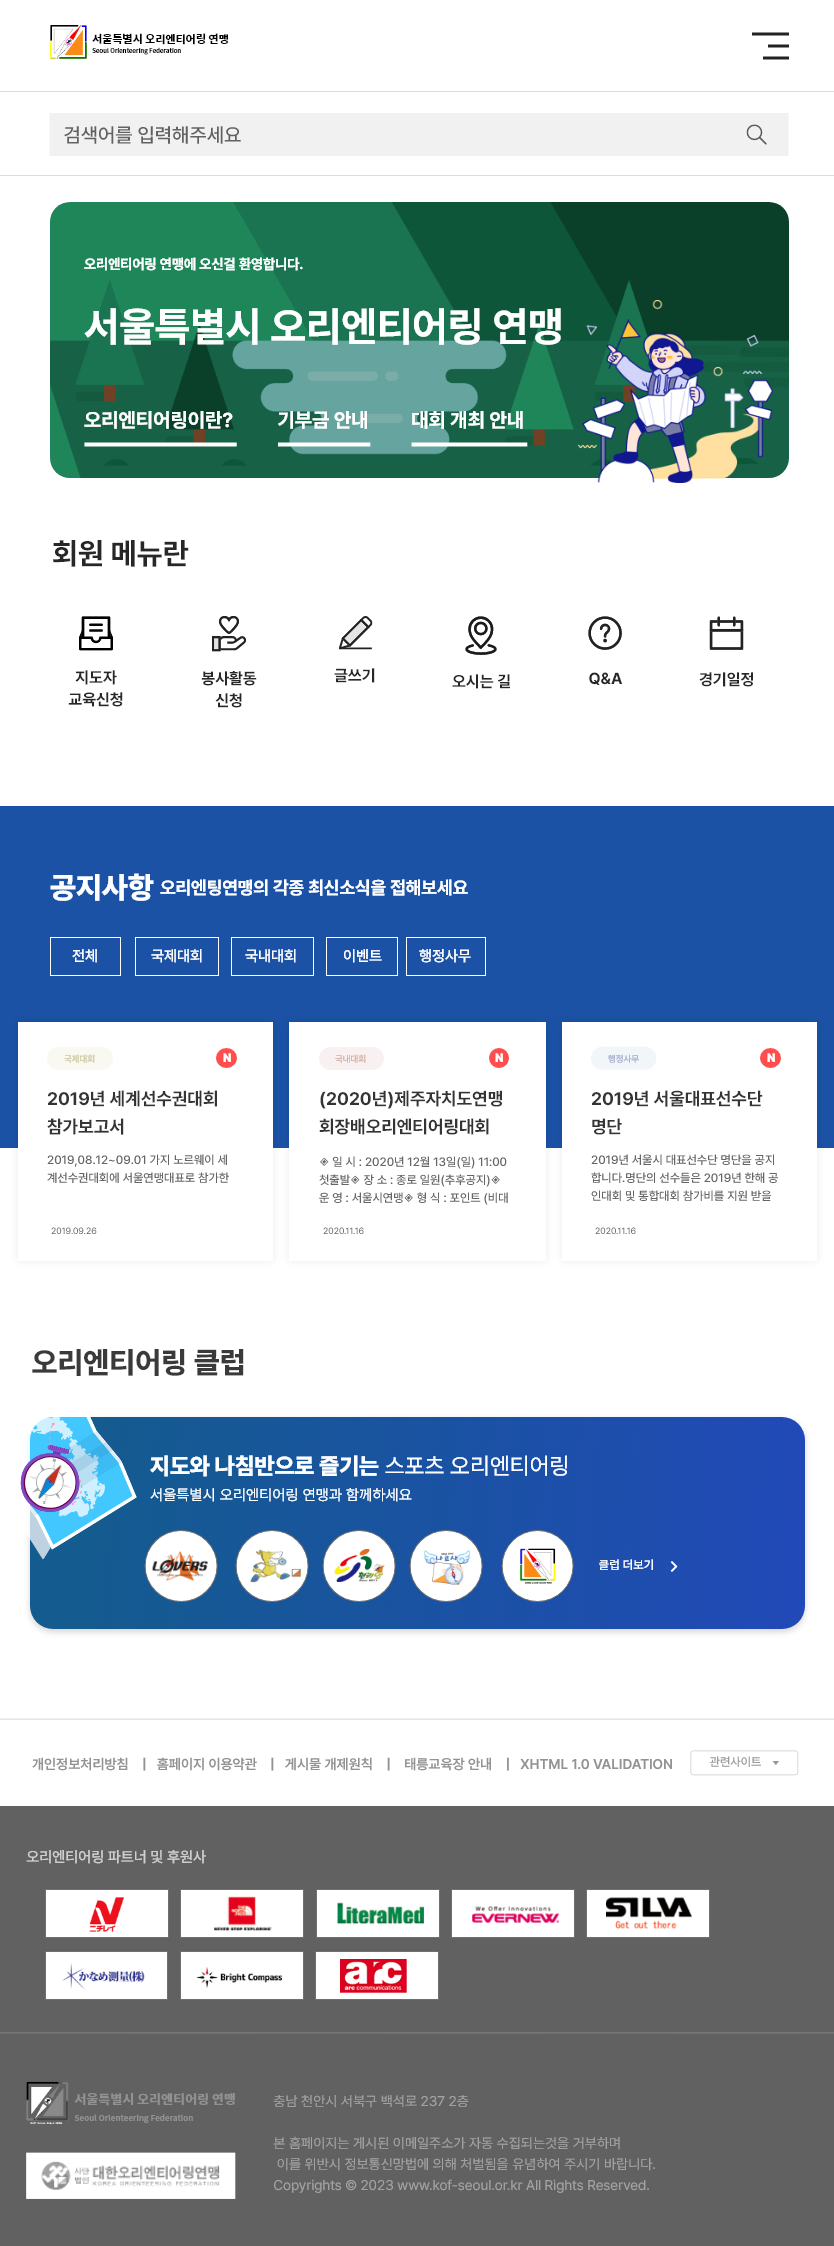 서울특별시 오리엔티어링 연맹
Seoul Orienteering Federation
검색어를 입력해주세요
오리엔티어링 연맹에 오신걸 환영합니다.
서울특별시 오리엔티어링 연맹
오리엔티어링이란?
기부금 안내
대회 개최 안내
회원 메뉴란
지도자
교육신청
봉사활동
신청
글쓰기
오시는 길
Q&A
경기일정
공지사항 오리엔팅연맹의 각종 최신소식을 접해보세요
전체
국제대회
국내대회
이벤트
행정사무
국제대회
N
2019년 세계선수권대회
참가보고서
2019,08.12~09.01 가지 노르웨이 세
계선수권대회에 서울연맹대표로 참가한
2019.09.26
국내대회
N
(2020년)제주자치도연맹
회장배오리엔티어링대회
◈ 일 시 : 2020년 12월 13일(일) 11:00
첫출발◈ 장 소 : 종로 일원(추후공지)◈
운 영 : 서울시연맹◈ 형 식 : 포인트 (비대
2020.11.16
행정사무
N
2019년 서울대표선수단
명단
2019년 서울시 대표선수단 명단을 공지
합니다.명단의 선수들은 2019년 한해 공
인대회 및 통합대회 참가비를 지원 받을
2020.11.16
오리엔티어링 클럽
지도와 나침반으로 즐기는 스포츠 오리엔티어링
서울특별시 오리엔티어링 연맹과 함께하세요
LOVERS
클럽 더보기
개인정보처리방침 | 홈페이지 이용약관 | 게시물 개제원칙 | 태릉교육장 안내 | XHTML 1.0 VALIDATION
관련사이트
오리엔티어링 파트너 및 후원사
ニチレイ
THE NORTH FACE
NEVER STOP EXPLORING
LiteraMed
We Offer Innovations
EVERNEW.
SILVA
Get out there
かなめ測量(株)
Bright Compass
arc
arc communications
서울특별시 오리엔티어링 연맹
Seoul Orienteering Federation
사단
법인
대한오리엔티어링연맹
KOREA ORIENTEERING FEDERATION
충남 천안시 서북구 백석로 237 2층
본 홈페이지는 게시된 이메일주소가 자동 수집되는것을 거부하며
이를 위반시 정보통신망법에 의해 처벌됨을 유념하여 주시기 바랍니다.
Copyrights © 2023 www.kof-seoul.or.kr All Rights Reserved.